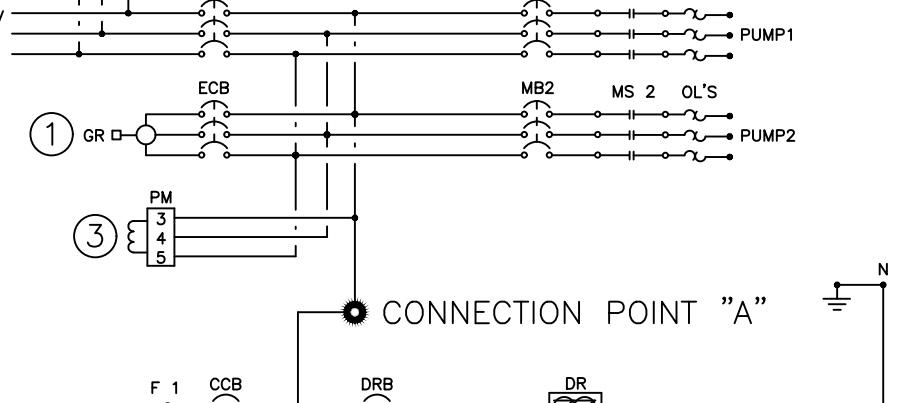 PUMP1
ECB MB2 MS 2 OL'S
1 GR PUMP2
PM
3
3 4
5
N
CONNECTION POINT "A"
F 1 CCB DRB DR